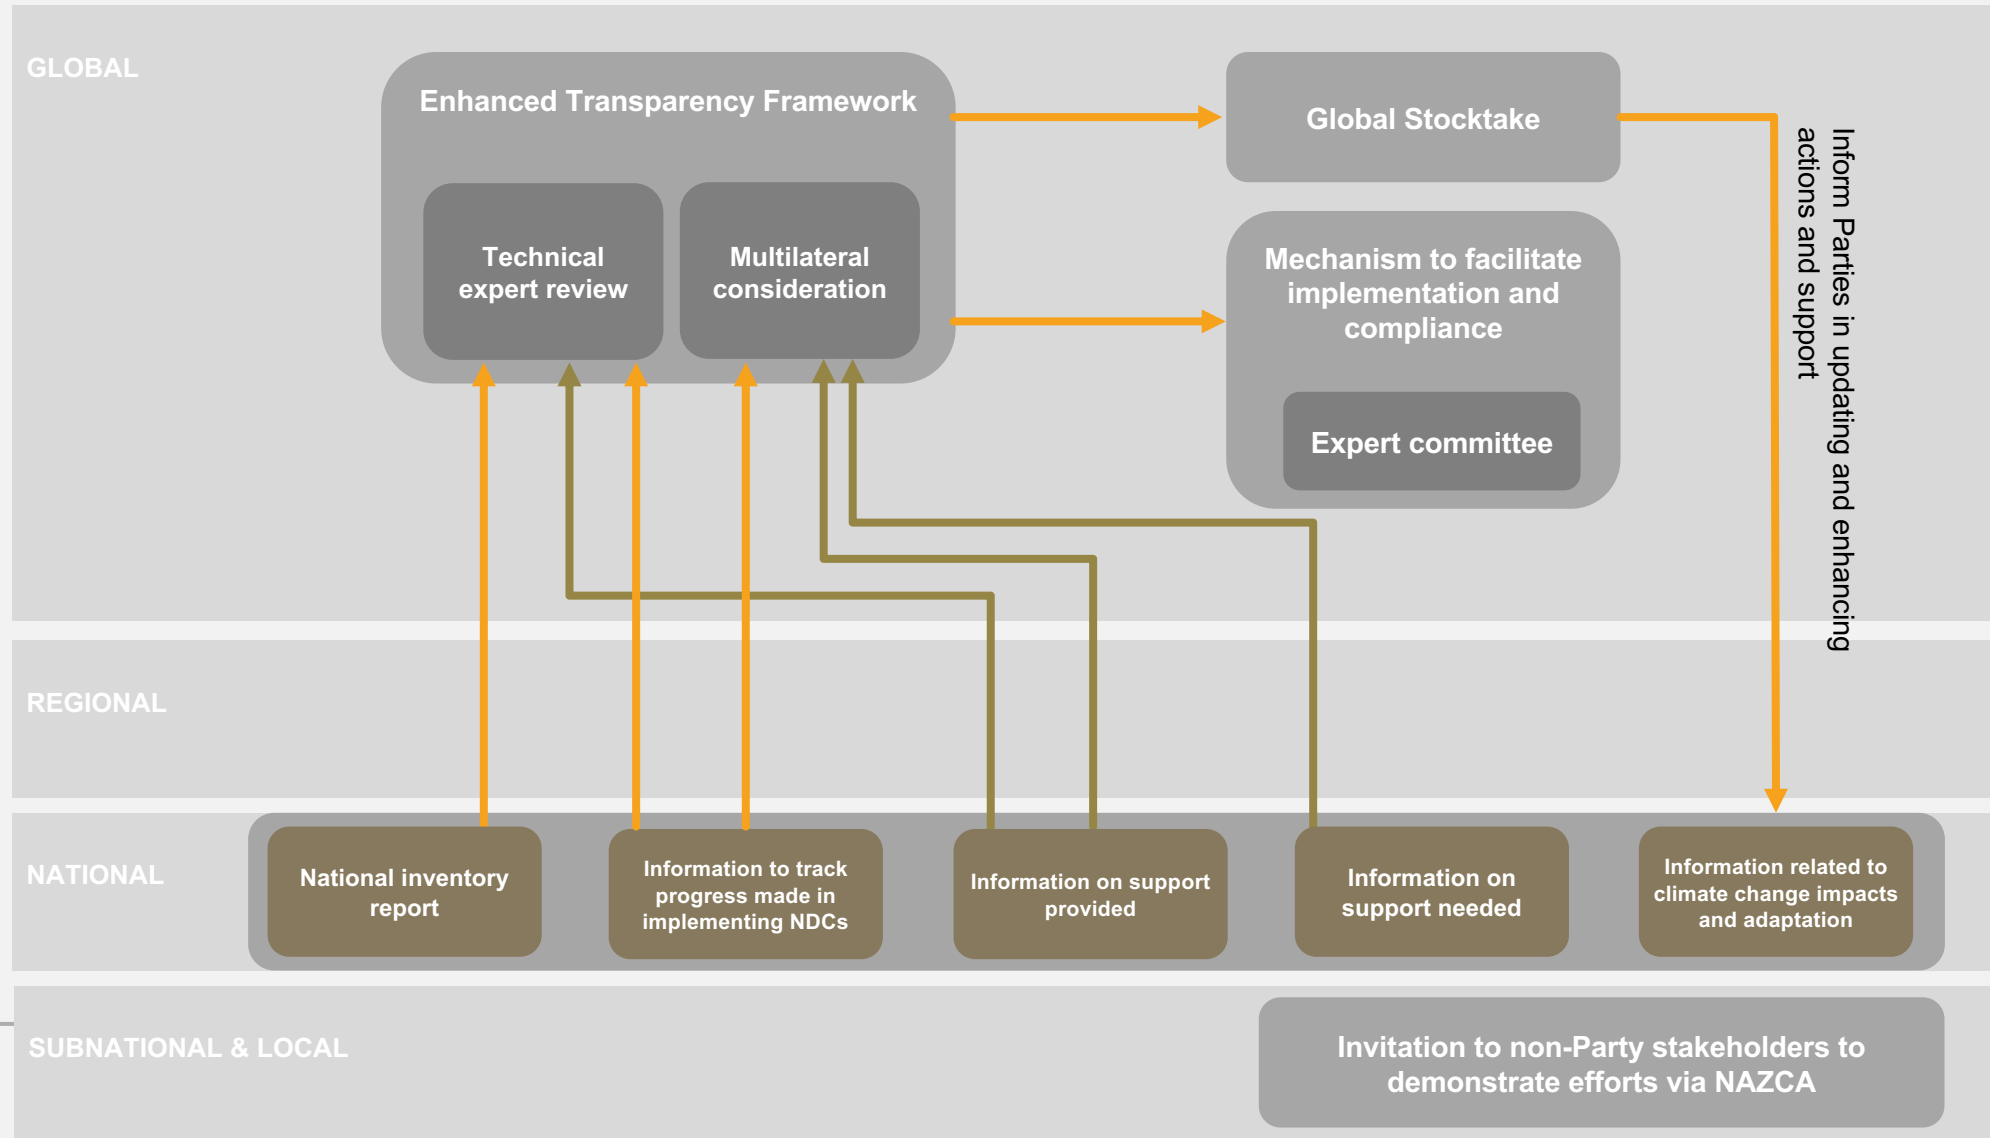 GLOBAL
Enhanced Transparency Framework
Technical
expert review
Multilateral
consideration
Global Stocktake
Mechanism to facilitate
implementation and
compliance
Expert committee
Inform Parties in updating and enhancing
actions and support
REGIONAL
NATIONAL
National inventory
report
Information to track
progress made in
implementing NDCs
Information on support
provided
Information on
support needed
Information related to
climate change impacts
and adaptation
SUBNATIONAL & LOCAL
Invitation to non-Party stakeholders to
demonstrate efforts via NAZCA